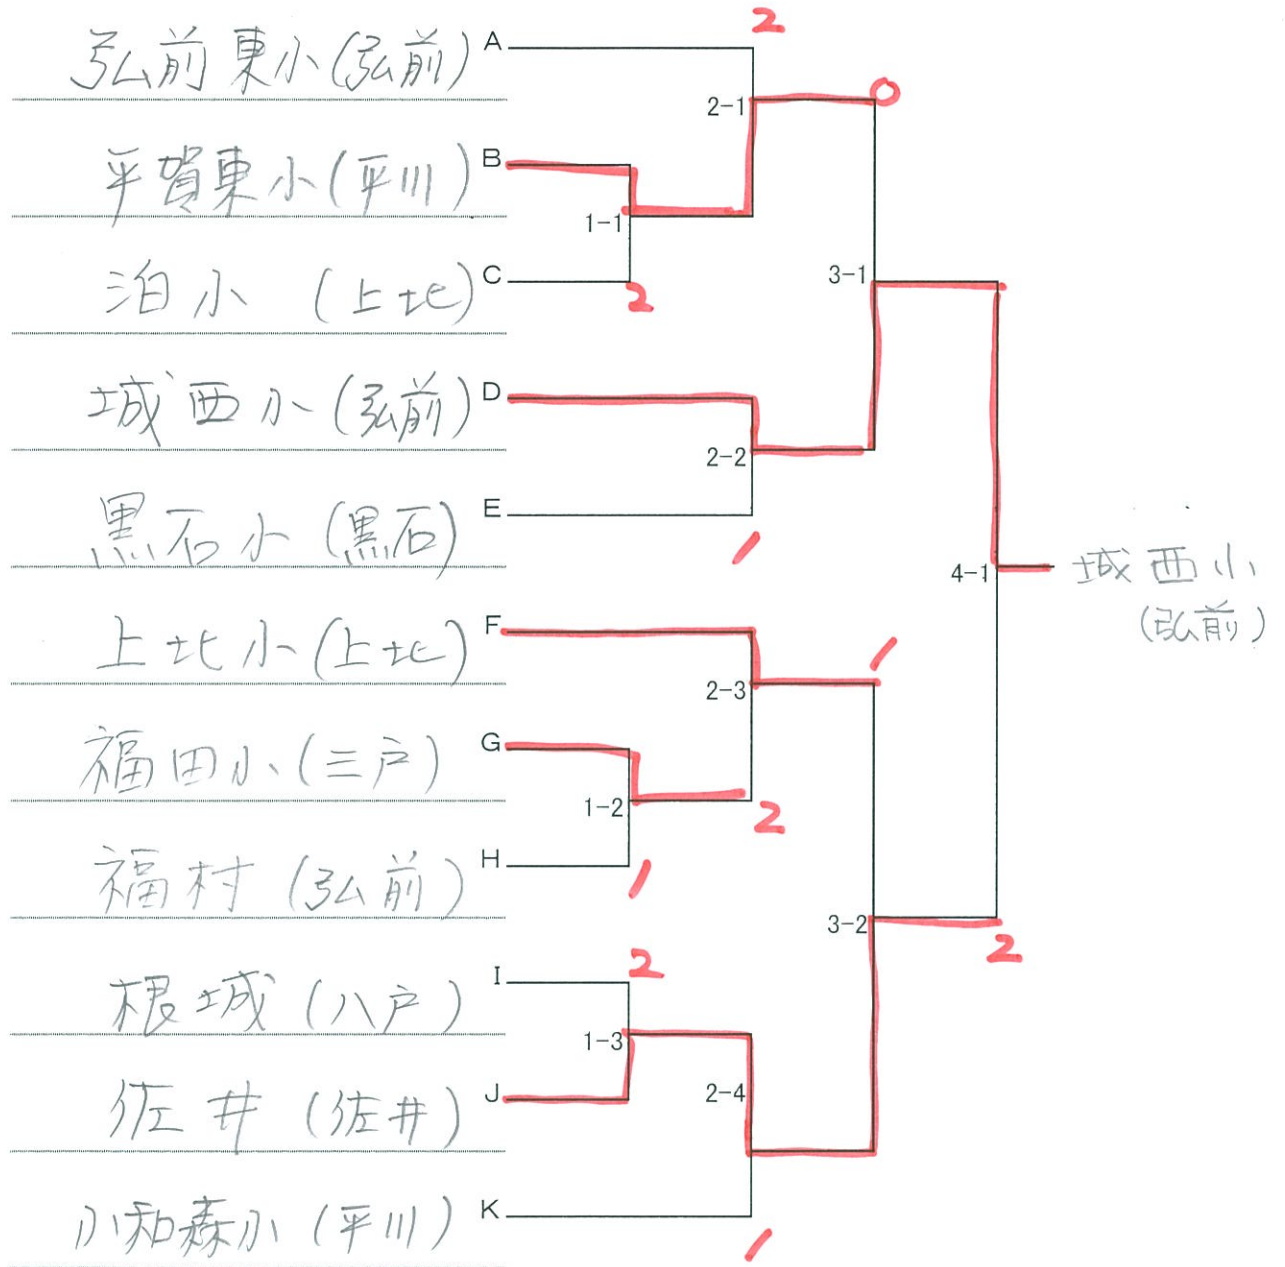 2
弘前東小(弘前) A
2-1 0
平賀東小(平川) B
1-1
泊小 (上北) C 2 3-1
城西小(弘前) D
2-2
黒石小(黒石) E
1
4-1 城西小
(弘前)
上北小(上北) F
2-3 1
福田小(三戸) G
1-2 2
福村 (弘前) H 1
3-2 2
根城 (八戸) I 2
1-3
佐井 (佐井) J 2-4
小和森小(平川) K
1